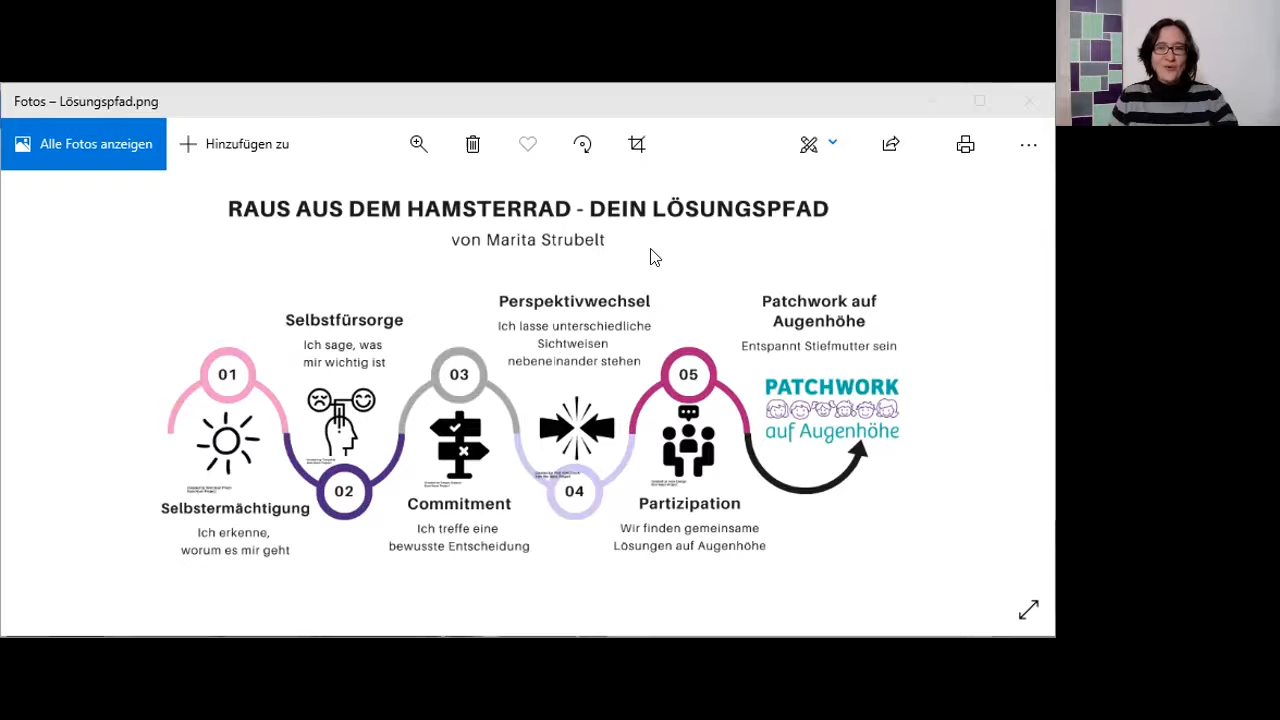 Fotos – Lösungspfad.png
Alle Fotos anzeigen
Hinzufügen zu
RAUS AUS DEM HAMSTERRAD - DEIN LÖSUNGSPFAD
von Marita Strubelt
01
Selbstermächtigung
Ich erkenne,
worum es mir geht
Selbstfürsorge
Ich sage, was
mir wichtig ist
02
03
Commitment
Ich treffe eine
bewusste Entscheidung
Perspektivwechsel
Ich lasse unterschiedliche
Sichtweisen
nebeneinander stehen
04
05
Partizipation
Wir finden gemeinsame
Lösungen auf Augenhöhe
Patchwork auf
Augenhöhe
Entspannt Stiefmutter sein
PATCHWORK
auf Augenhöhe